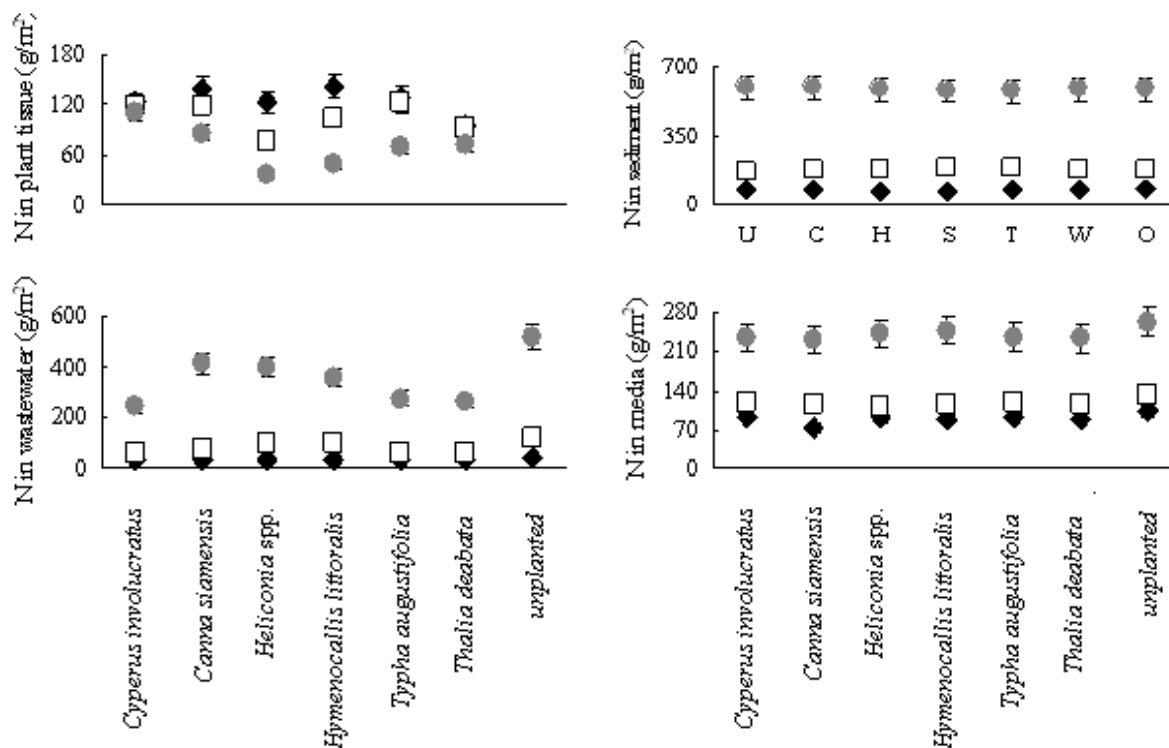 N in plant tissue (g/m²)
180
120
60
0
N in sediment (g/m²)
700
350
0
U C H S T W O
N in wastewater (g/m²)
600
400
200
0
Cyperus involucratus
Canna siamensis
Heliconia spp.
Hymenocallis littoralis
Typha augustifolia
Thalia deabata
unplanted
N in media (g/m²)
280
210
140
70
0
Cyperus involucratus
Canna siamensis
Heliconia spp.
Hymenocallis littoralis
Typha augustifolia
Thalia deabata
unplanted